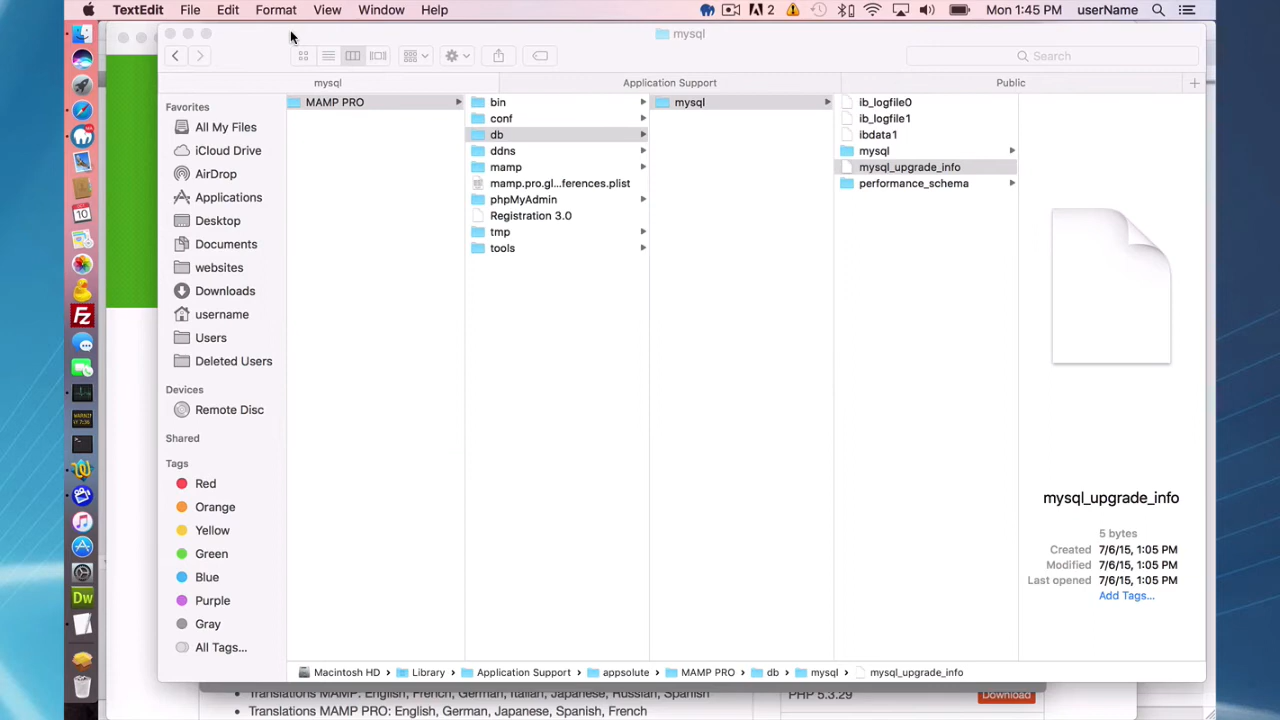 TextEdit File Edit Format View Window Help 2 Mon 1:45 PM userName
mysql
Search
mysql Application Support Public +
Favorites
All My Files
iCloud Drive
AirDrop
Applications
Desktop
Documents
websites
Downloads
username
Users
Deleted Users
Devices
Remote Disc
Shared
Tags
Red
Orange
Yellow
Green
Blue
Purple
Gray
All Tags...
MAMP PRO
bin
conf
db
ddns
mamp
mamp.pro.gl...ferences.plist
phpMyAdmin
Registration 3.0
tmp
tools
mysql
ib_logfile0
ib_logfile1
ibdata1
mysql
mysql_upgrade_info
performance_schema
mysql_upgrade_info
5 bytes
Created 7/6/15, 1:05 PM
Modified 7/6/15, 1:05 PM
Last opened 7/6/15, 1:05 PM
Add Tags...
Macintosh HD Library Application Support appsolute MAMP PRO db mysql mysql_upgrade_info
Translations MAMP: English, French, German, Italian, Japanese, Russian, Spanish
PHP 5.3.29 Download
• Translations MAMP PRO: English, German, Japanese, Spanish, French
10
Fz
Dw